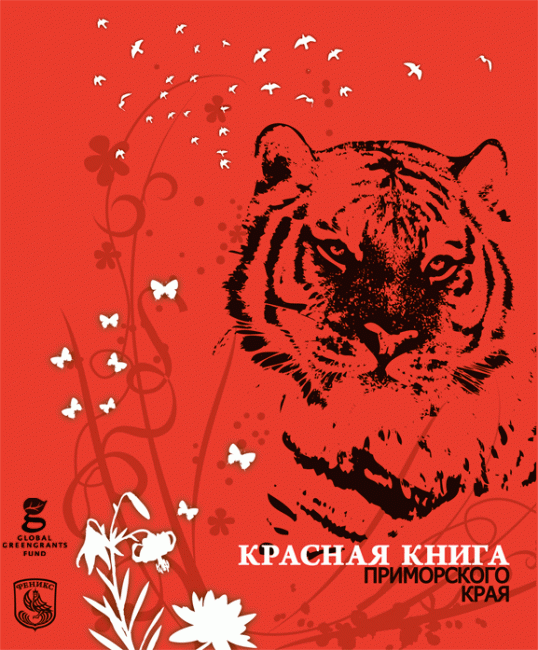 КРАСНАЯ КНИГА
ПРИМОРСКОГО
КРАЯ
GLOBAL
GREENGRANTS
FUND
ФЕНИКС